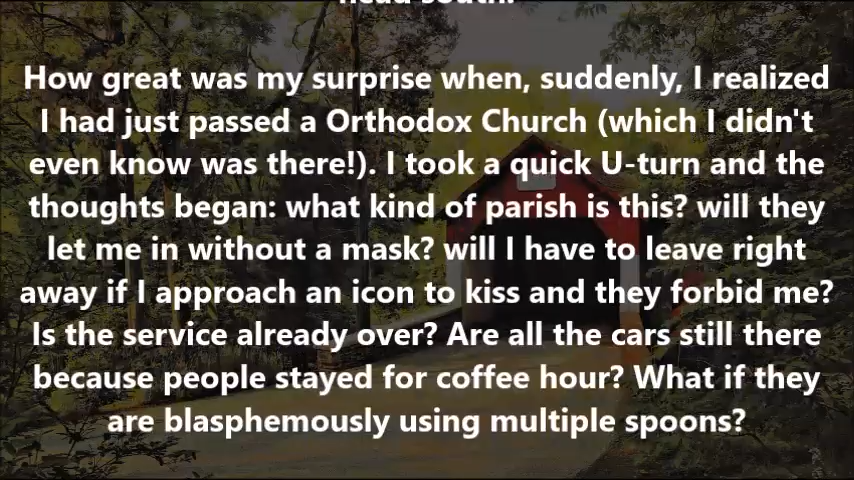 head south.
How great was my surprise when, suddenly, I realized
I had just passed a Orthodox Church (which I didn't
even know was there!). I took a quick U-turn and the
thoughts began: what kind of parish is this? will they
let me in without a mask? will I have to leave right
away if I approach an icon to kiss and they forbid me?
Is the service already over? Are all the cars still there
because people stayed for coffee hour? What if they
are blasphemously using multiple spoons?